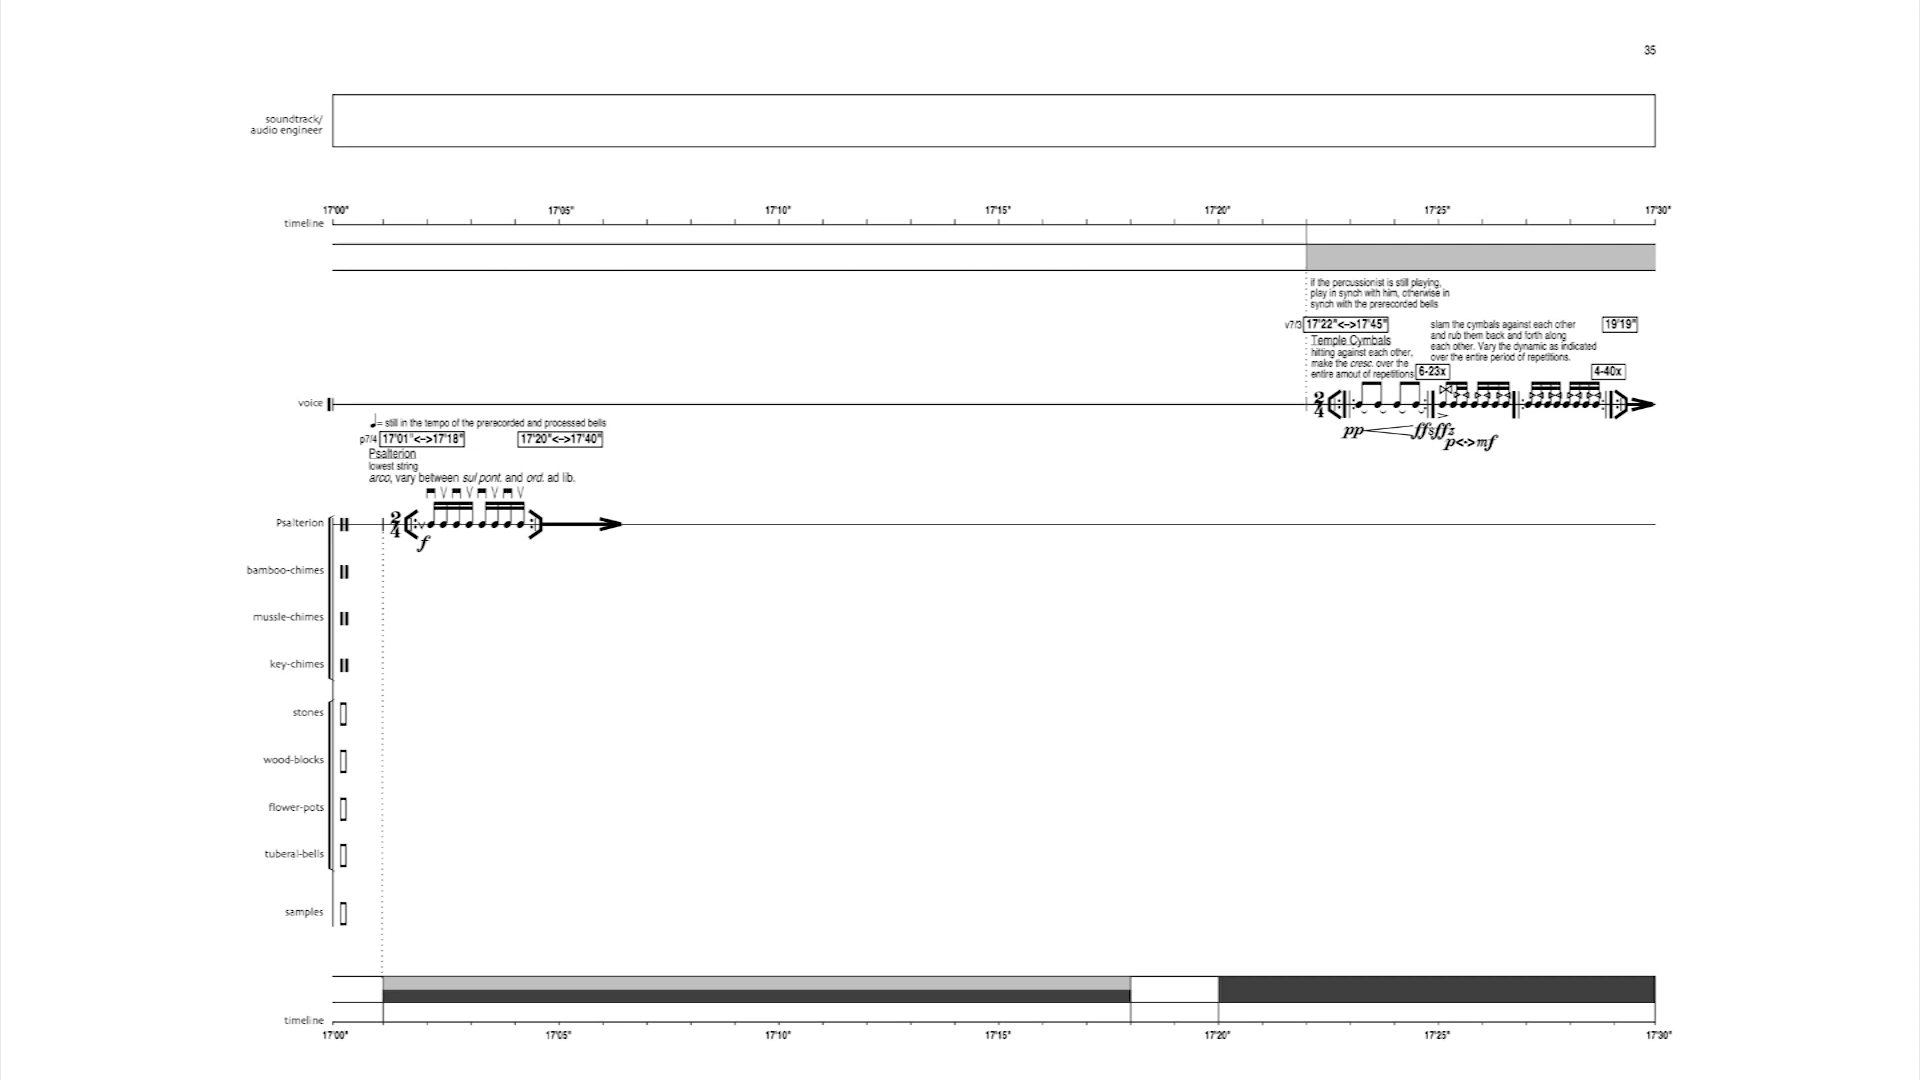 35
soundtrack/
audio engineer
17'00" 17'05" 17'10" 17'15" 17'20" 17'25" 17'30"
timeline
if the percussionist is still playing,
play in synch with him, otherwise in
synch with the prerecorded bells
v7/3 17'22"<->17'45"
Temple Cymbals
hitting against each other,
make the cresc. over the
entire amout of repetitions
6-23x
slam the cymbals against each other
and rub them back and forth along
each other. Vary the dynamic as indicated
over the entire period of repetitions.
19'19"
4-40x
voice
2
4
pp ffsffz
p<->mf
= still in the tempo of the prerecorded and processed bells
p7/4 17'01"<->17'18" 17'20"<->17'40"
Psalterion
lowest string
arco, vary between sul pont. and ord. ad lib.
Psalterion
2
4
f
bamboo-chimes
mussle-chimes
key-chimes
stones
wood-blocks
flower-pots
tuberal-bells
samples
timeline
17'00" 17'05" 17'10" 17'15" 17'20" 17'25" 17'30"